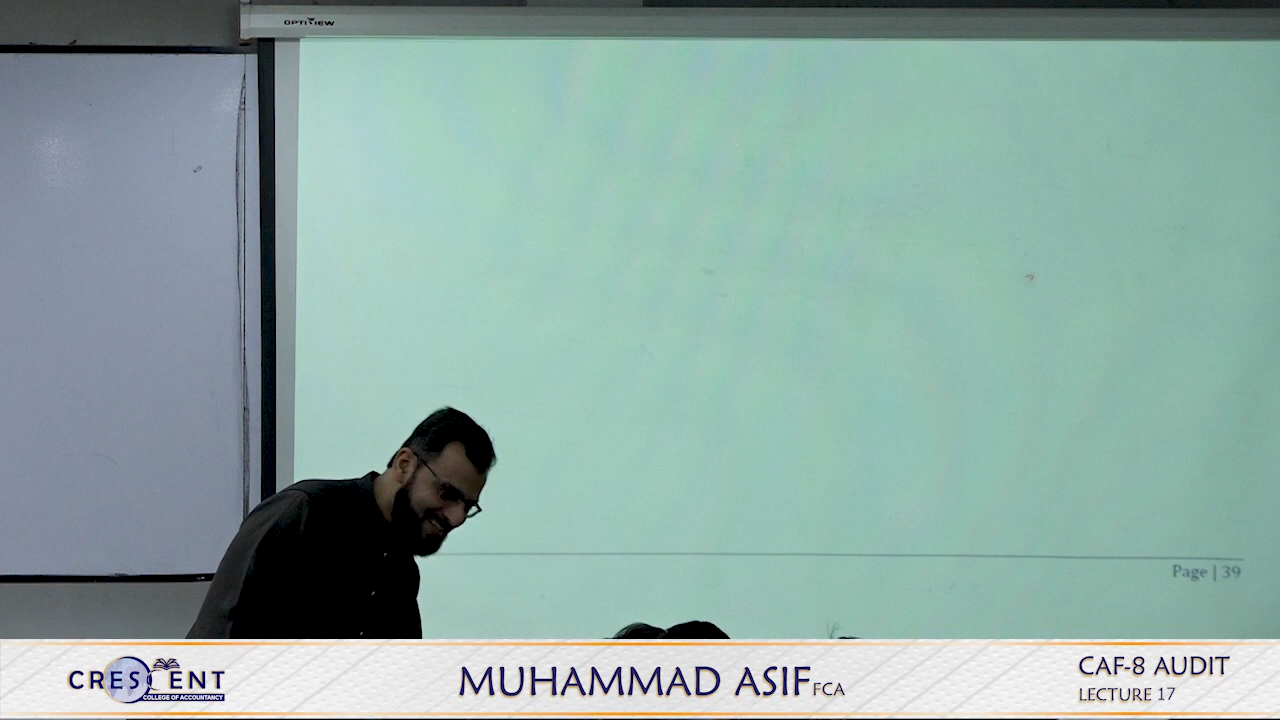 OPTIVIEW
Page | 39
CRESCENT
COLLEGE OF ACCOUNTANCY
MUHAMMAD ASIF FCA
CAF-8 AUDIT
LECTURE 17